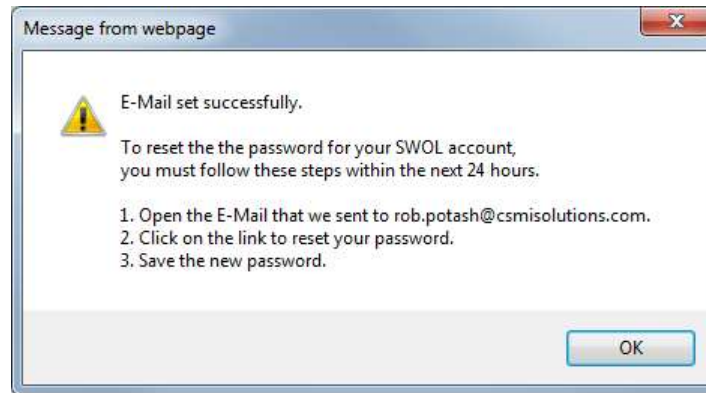 Message from webpage
E-Mail set successfully.
To reset the the password for your SWOL account,
you must follow these steps within the next 24 hours.
1. Open the E-Mail that we sent to rob.potash@csmisolutions.com.
2. Click on the link to reset your password.
3. Save the new password.
OK